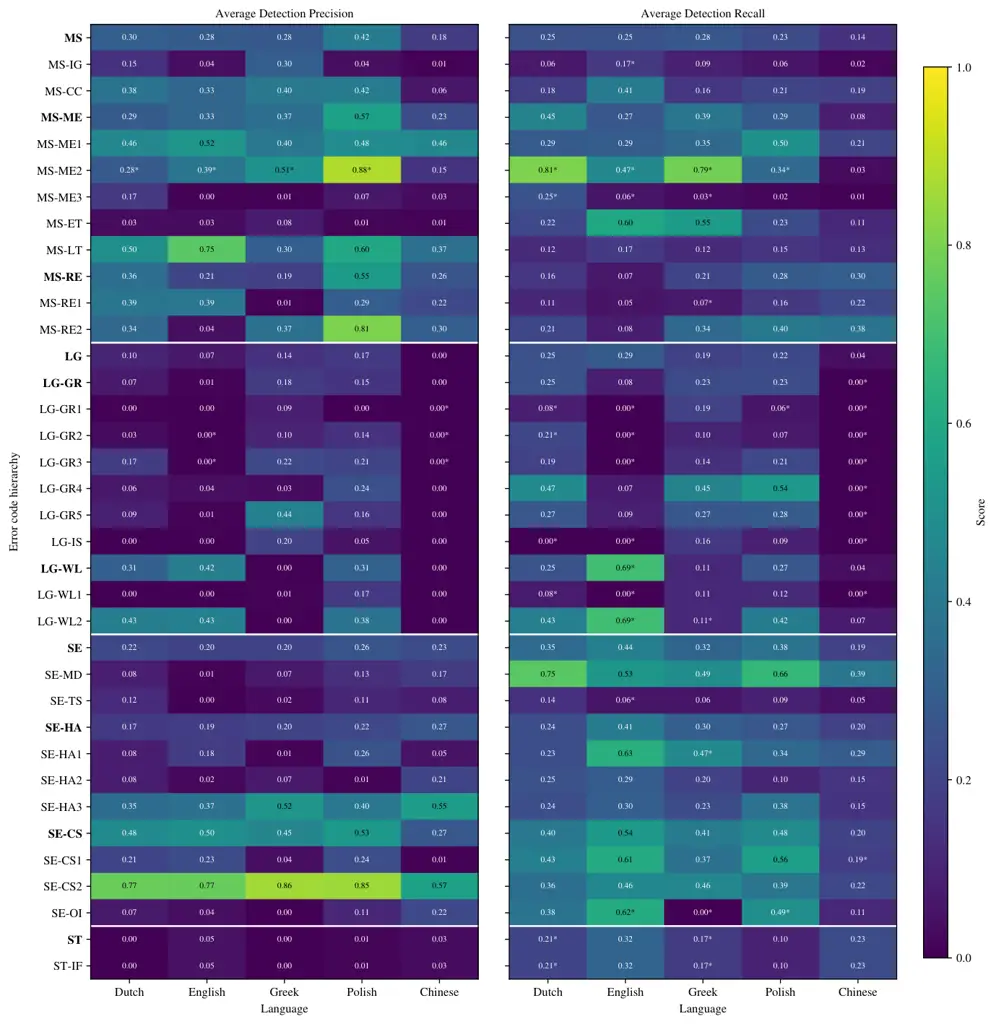 Average Detection Precision Average Detection Recall
MS 0.30 0.28 0.28 0.42 0.18 0.25 0.25 0.28 0.23 0.14 1.0
MS-IG 0.15 0.04 0.30 0.04 0.01 0.06 0.17* 0.09 0.06 0.02
MS-CC 0.38 0.33 0.40 0.42 0.06 0.18 0.41 0.16 0.21 0.19
MS-ME 0.29 0.33 0.37 0.57 0.23 0.45 0.27 0.39 0.29 0.08
MS-ME1 0.46 0.52 0.40 0.48 0.46 0.29 0.29 0.35 0.50 0.21
MS-ME2 0.28* 0.39* 0.51* 0.88* 0.15 0.81* 0.47* 0.79* 0.34* 0.03
MS-ME3 0.17 0.00 0.01 0.07 0.03 0.25* 0.06* 0.03* 0.02 0.01
MS-ET 0.03 0.03 0.08 0.01 0.01 0.22 0.60 0.55 0.23 0.11
MS-LT 0.50 0.75 0.30 0.60 0.37 0.12 0.17 0.12 0.15 0.13 0.8
MS-RE 0.36 0.21 0.19 0.55 0.26 0.16 0.07 0.21 0.28 0.30
MS-RE1 0.39 0.39 0.01 0.29 0.22 0.11 0.05 0.07* 0.16 0.22
MS-RE2 0.34 0.04 0.37 0.81 0.30 0.21 0.08 0.34 0.40 0.38
LG 0.10 0.07 0.14 0.17 0.00 0.25 0.29 0.19 0.22 0.04
LG-GR 0.07 0.01 0.18 0.15 0.00 0.25 0.08 0.23 0.23 0.00*
LG-GR1 0.00 0.00 0.09 0.00 0.00* 0.08* 0.00* 0.19 0.06* 0.00*
LG-GR2 0.03 0.00* 0.10 0.14 0.00* 0.21* 0.00* 0.10 0.07 0.00* 0.6
LG-GR3 0.17 0.00* 0.22 0.21 0.00* 0.19 0.00* 0.14 0.21 0.00*
LG-GR4 0.06 0.04 0.03 0.24 0.00 0.47 0.07 0.45 0.54 0.00*
LG-GR5 0.09 0.01 0.44 0.16 0.00 0.27 0.09 0.27 0.28 0.00*
LG-IS 0.00 0.00 0.20 0.05 0.00 0.00* 0.00* 0.16 0.09 0.00*
LG-WL 0.31 0.42 0.00 0.31 0.00 0.25 0.69* 0.11 0.27 0.04
LG-WL1 0.00 0.00 0.01 0.17 0.00 0.08* 0.00* 0.11 0.12 0.00* 0.4
LG-WL2 0.43 0.43 0.00 0.38 0.00 0.43 0.69* 0.11* 0.42 0.07
SE 0.22 0.20 0.20 0.26 0.23 0.35 0.44 0.32 0.38 0.19
SE-MD 0.08 0.01 0.07 0.13 0.17 0.75 0.53 0.49 0.66 0.39
SE-TS 0.12 0.00 0.02 0.11 0.08 0.14 0.06* 0.06 0.09 0.05
SE-HA 0.17 0.19 0.20 0.22 0.27 0.24 0.41 0.30 0.27 0.20
SE-HA1 0.08 0.18 0.01 0.26 0.05 0.23 0.63 0.47* 0.34 0.29
SE-HA2 0.08 0.02 0.07 0.01 0.21 0.25 0.29 0.20 0.10 0.15 0.2
SE-HA3 0.35 0.37 0.52 0.40 0.55 0.24 0.30 0.23 0.38 0.15
SE-CS 0.48 0.50 0.45 0.53 0.27 0.40 0.54 0.41 0.48 0.20
SE-CS1 0.21 0.23 0.04 0.24 0.01 0.43 0.61 0.37 0.56 0.19*
SE-CS2 0.77 0.77 0.86 0.85 0.57 0.36 0.46 0.46 0.39 0.22
SE-OI 0.07 0.04 0.00 0.11 0.22 0.38 0.62* 0.00* 0.49* 0.11
ST 0.00 0.05 0.00 0.01 0.03 0.21* 0.32 0.17* 0.10 0.23
ST-IF 0.00 0.05 0.00 0.01 0.03 0.21* 0.32 0.17* 0.10 0.23 0.0
Dutch English Greek Polish Chinese Dutch English Greek Polish Chinese
Language Language
Error code hierarchy
Score